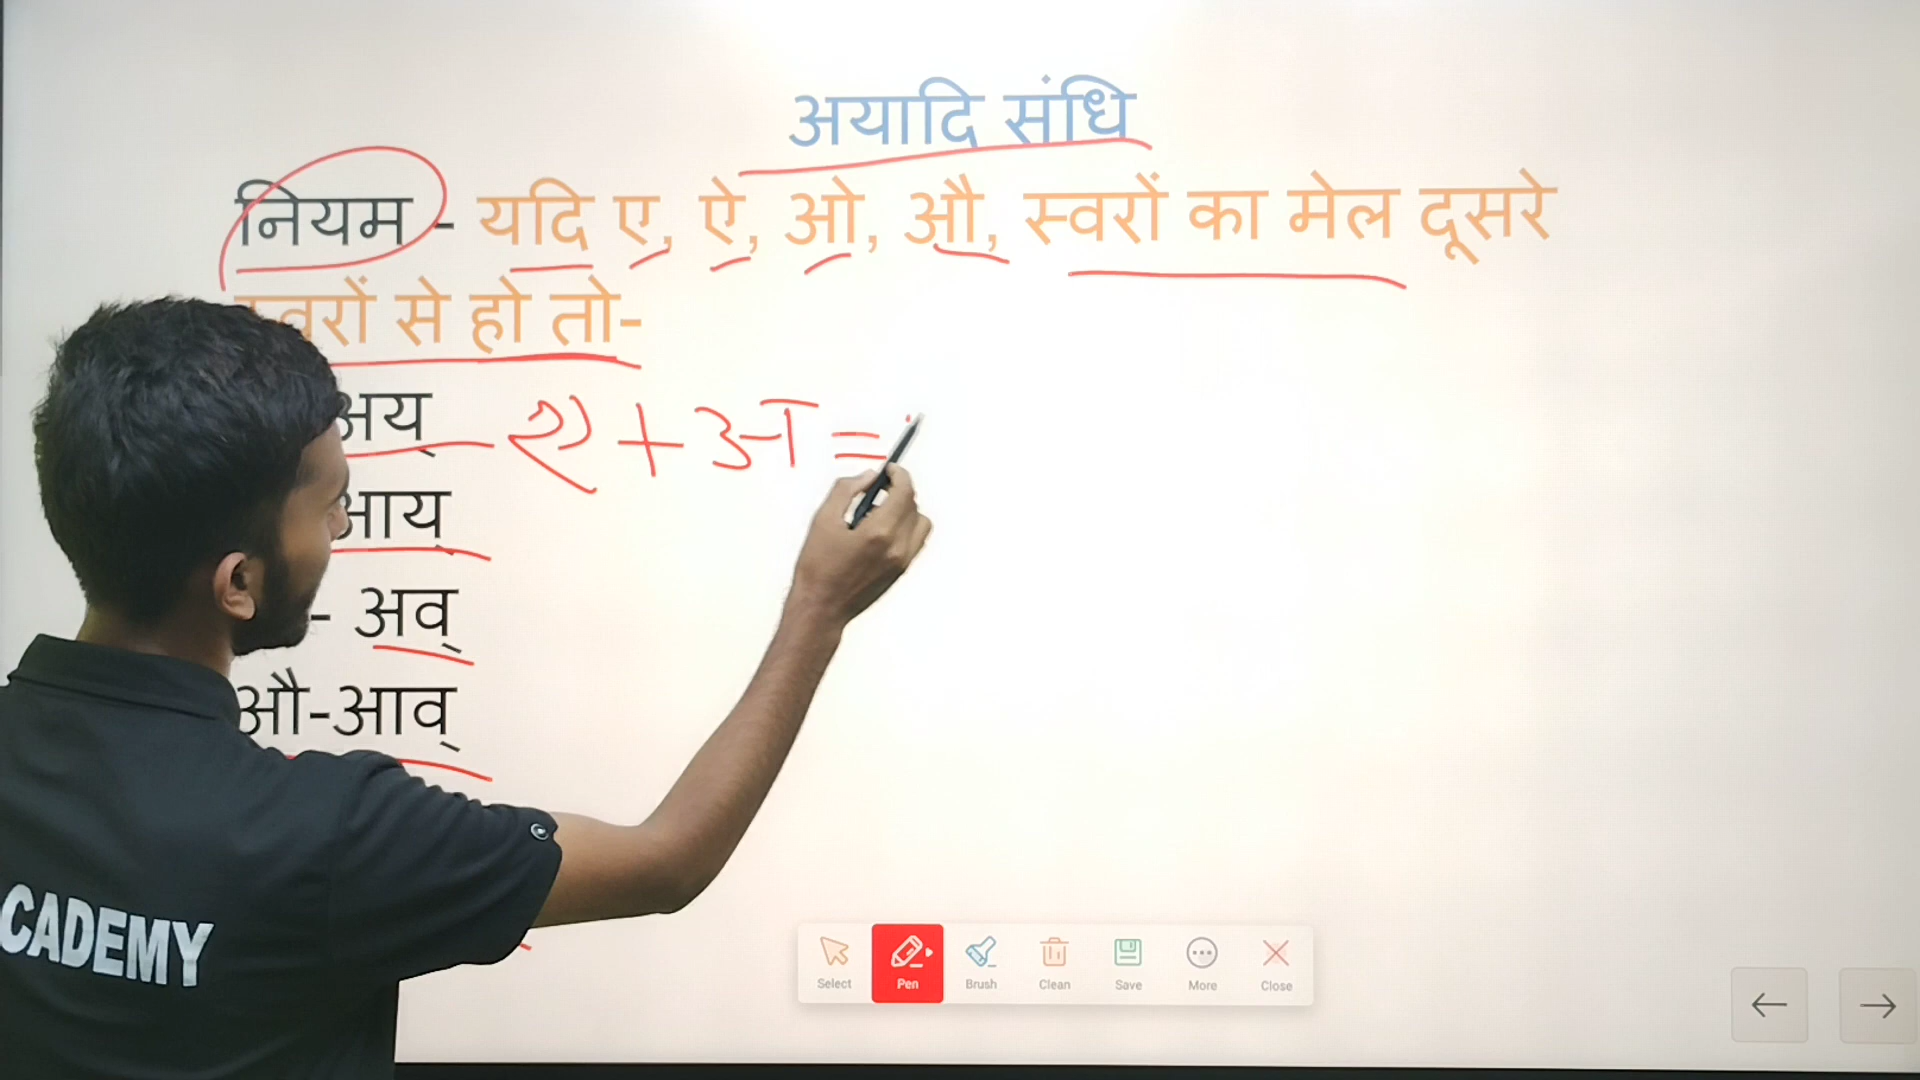 अयादि संधि
नियम - यदि ए, ऐ, ओ, औ, स्वरों का मेल दूसरे
स्वरों से हो तो-
अय् ए + अ =
आय्
- अव्
औ-आव्
CADEMY
Select Pen Brush Clean Save More Close